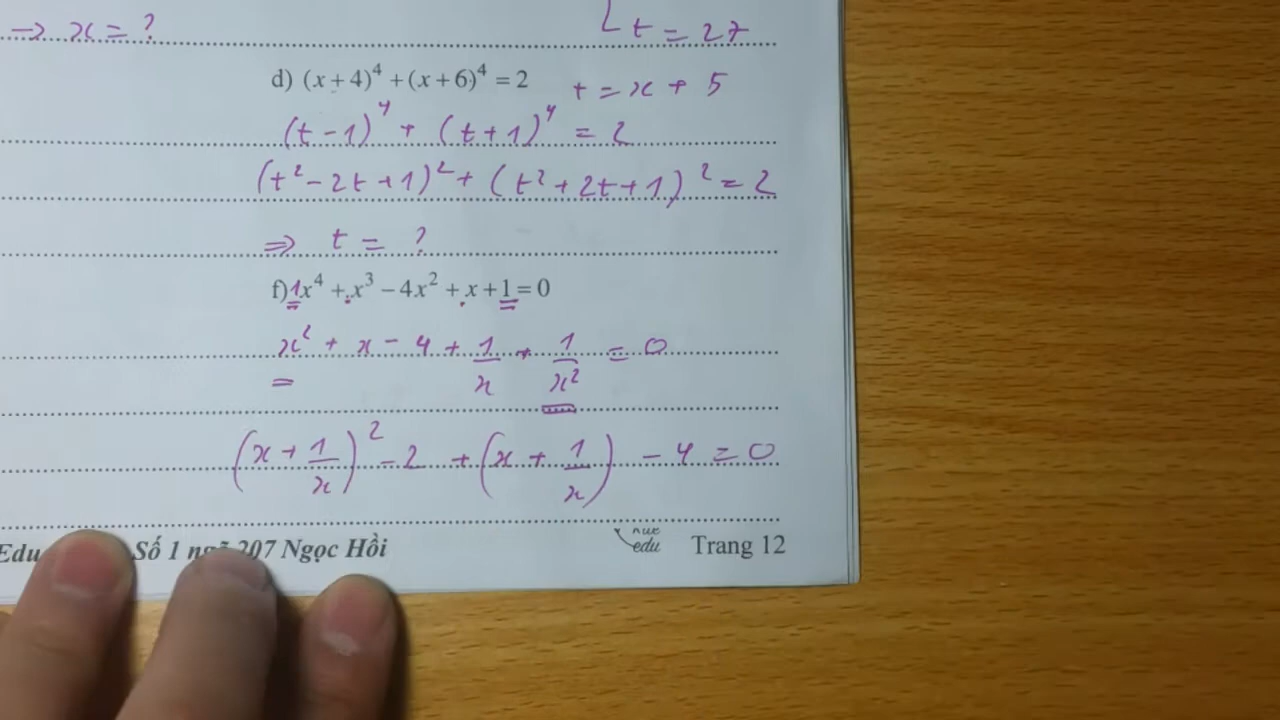 → x = ?
t = 27
d) (x + 4)⁴ + (x + 6)⁴ = 2 t = x + 5
(t - 1)⁴ + (t + 1)⁴ = 2
(t² - 2t + 1)² + (t² + 2t + 1)² = 2
⇒ t = ?
f) 1x⁴ + x³ − 4x² + x + 1 = 0
x² + x - 4 + 1/x + 1/x² = 0
(x + 1/x)² - 2 + (x + 1/x) - 4 = 0
Edu Số 1 ngõ 207 Ngọc Hồi nue edu Trang 12